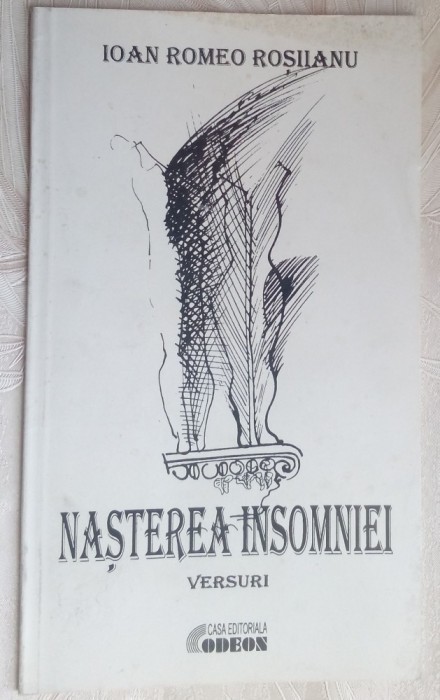 IOAN ROMEO ROSIIANU
NAȘTEREA INSOMNIEI
VERSURI
CASA EDITORIALA
ODEON